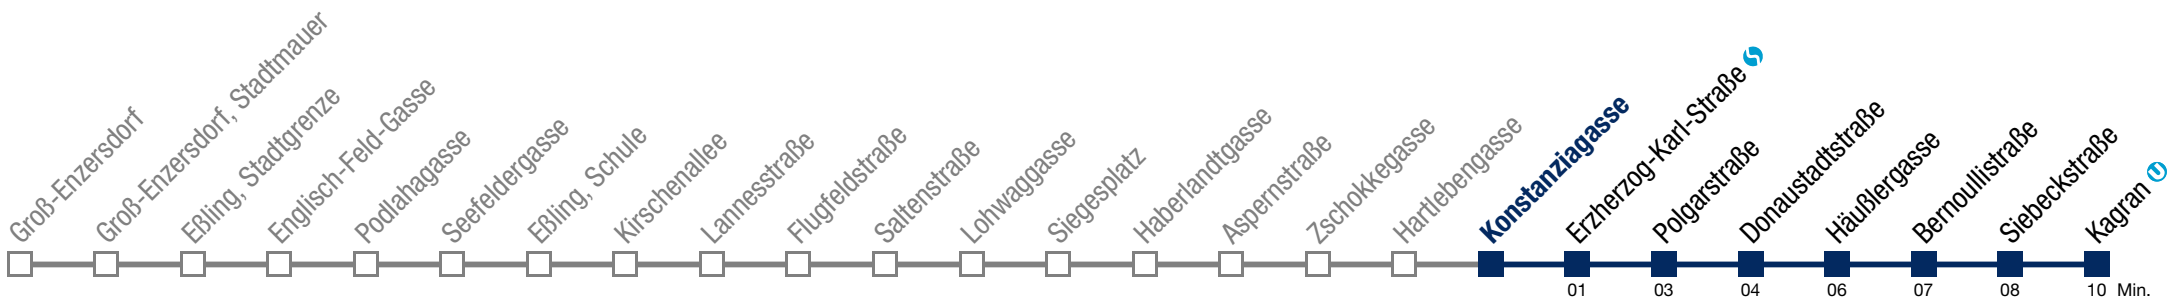 Groß-Enzersdorf
Groß-Enzersdorf, Stadtmauer
Eßling, Stadtgrenze
Englisch-Feld-Gasse
Podlahagasse
Seefeldergasse
Eßling, Schule
Kirschenallee
Lannesstraße
Flugfeldstraße
Saltenstraße
Lohwaggasse
Siegesplatz
Haberlandtgasse
Aspernstraße
Zschokkegasse
Hartlebengasse
Konstanziagasse
Erzherzog-Karl-Straße
Polgarstraße
Donaustadtstraße
Häußlergasse
Bernoullistraße
Siebeckstraße
Kagran
01 03 04 06 07 08 10 Min.